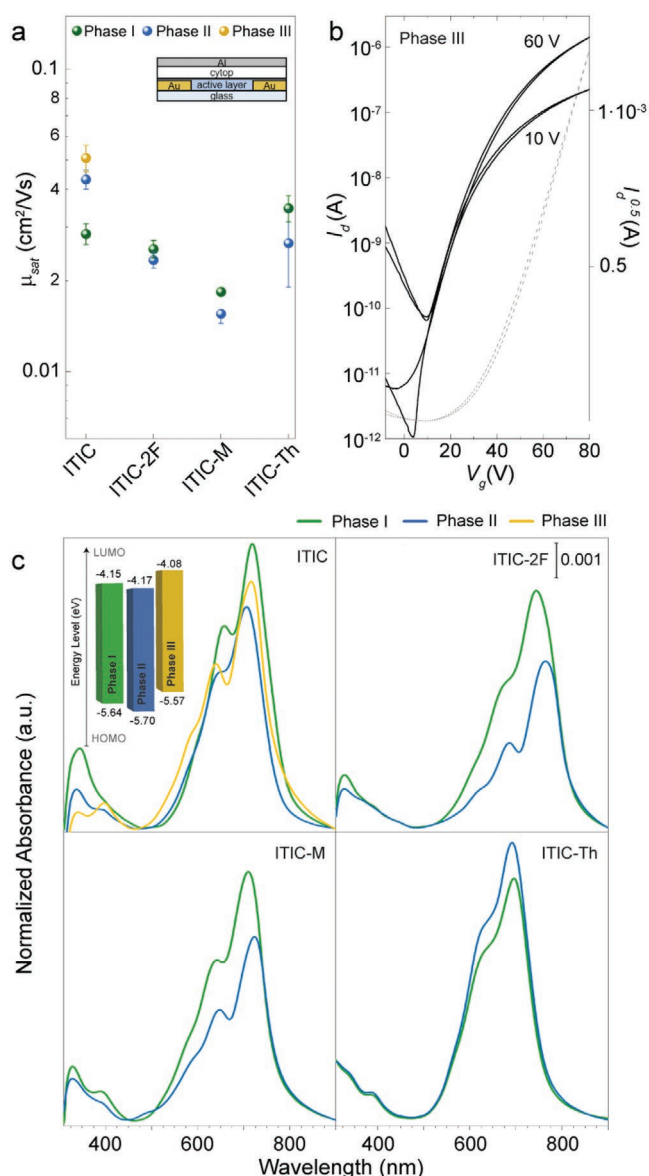 a
Phase I
Phase II
Phase III
Al
cytop
Au
active layer
Au
glass
0.1
8
6
4
2
0.01
μsat (cm²/Vs)
ITIC
ITIC-2F
ITIC-M
ITIC-Th
b
Phase III
60 V
10 V
10⁻⁶
10⁻⁷
10⁻⁸
10⁻⁹
10⁻¹⁰
10⁻¹¹
10⁻¹²
Id (A)
1·10⁻³
0.5
Id^0.5 (A)
0
20
40
60
80
Vg(V)
Phase I
Phase II
Phase III
c
ITIC
LUMO
-4.15
-4.17
-4.08
Energy Level (eV)
Phase I
Phase II
Phase III
-5.64
-5.70
-5.57
HOMO
ITIC-2F
0.001
ITIC-M
ITIC-Th
Normalized Absorbance (a.u.)
400
600
800
400
600
800
Wavelength (nm)